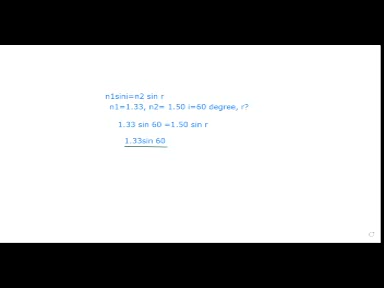 n1sini=n2 sin r
n1=1.33, n2= 1.50 i=60 degree, r?
1.33 sin 60 =1.50 sin r
1.33sin 60